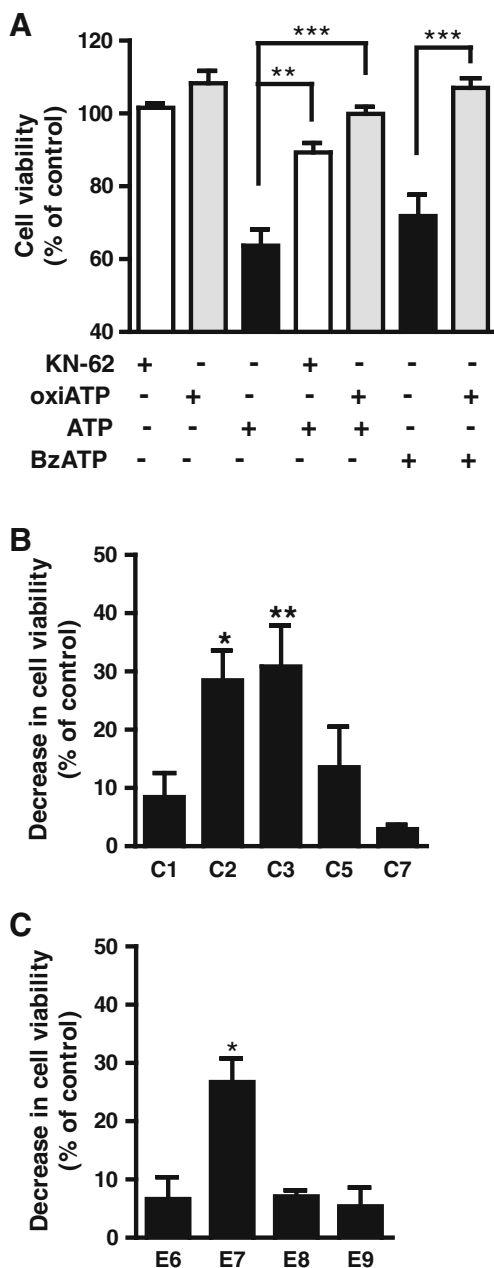 A
120
100
80
60
40
Cell viability
(% of control)
***
**
***
KN-62 + - - + - - -
oxiATP - + - - + - +
ATP - - + + + - -
BzATP - - - - - + +
B
50
40
30
20
10
0
Decrease in cell viability
(% of control)
*
**
C1 C2 C3 C5 C7
C
50
40
30
20
10
0
Decrease in cell viability
(% of control)
*
E6 E7 E8 E9